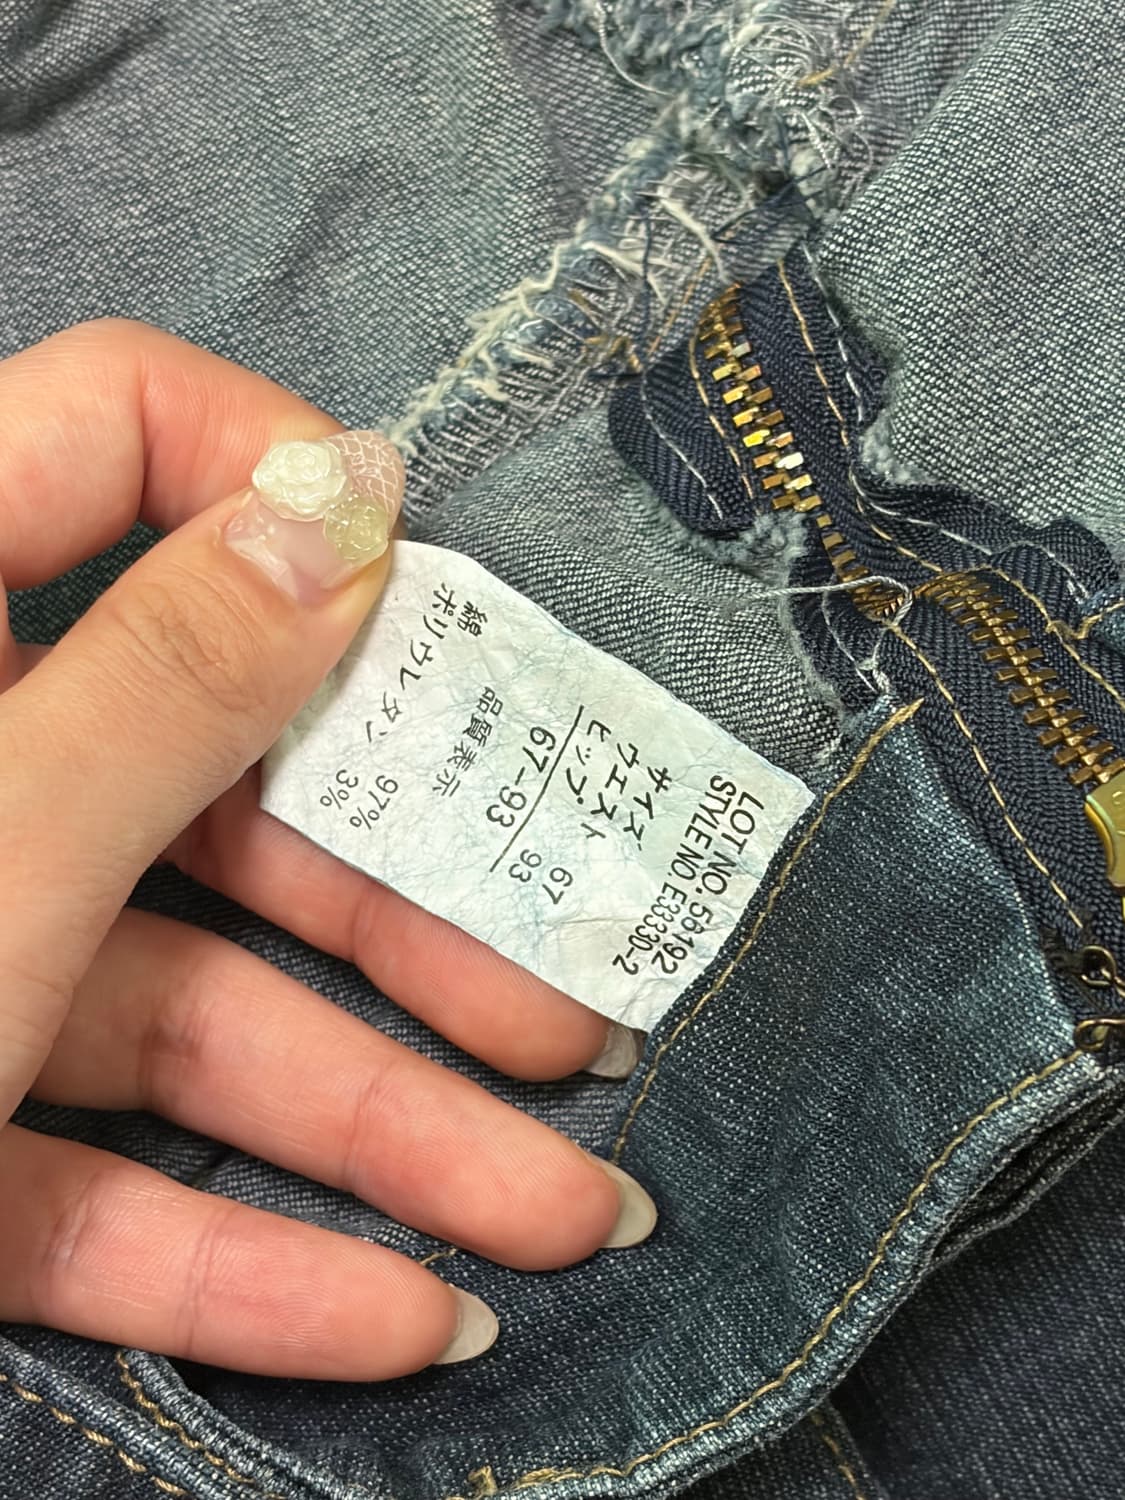 LOT NO. 56192
STYLE NO. E33330-2
サイズ
ウエスト 67
ヒップ 93
67-93
品質表示
綿 97%
ポリウレタン 3%